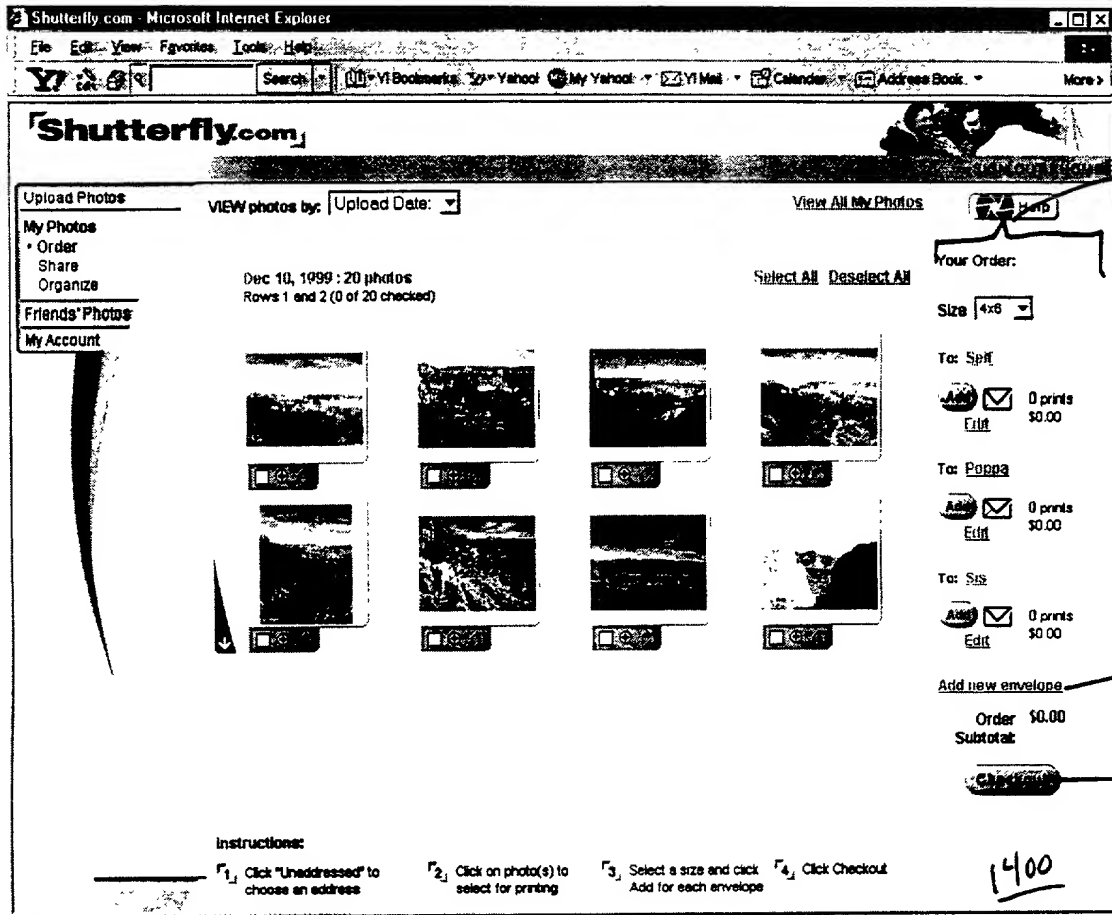 Shutterfly.com - Microsoft Internet Explorer
File Edit View Favorites Tools Help
Y! Search Y! Bookmarks Yahoo! My Yahoo! Y! Mail Calendar Address Book More >
Shutterfly.com
Upload Photos
My Photos
• Order
Share
Organize
Friends' Photos
My Account
VIEW photos by: Upload Date:
View All My Photos
Help
Dec 10, 1999 : 20 photos
Rows 1 and 2 (0 of 20 checked)
Select All Deselect All
Your Order:
Size 4x6
To: Self
Add 0 prints
Edit $0.00
To: Poppa
Add 0 prints
Edit $0.00
To: Sis
Add 0 prints
Edit $0.00
Add new envelope
Order $0.00
Subtotal:
Checkout
Instructions:
1 Click "Unaddressed" to
choose an address
2 Click on photo(s) to
select for printing
3 Select a size and click
Add for each envelope
4 Click Checkout
1400